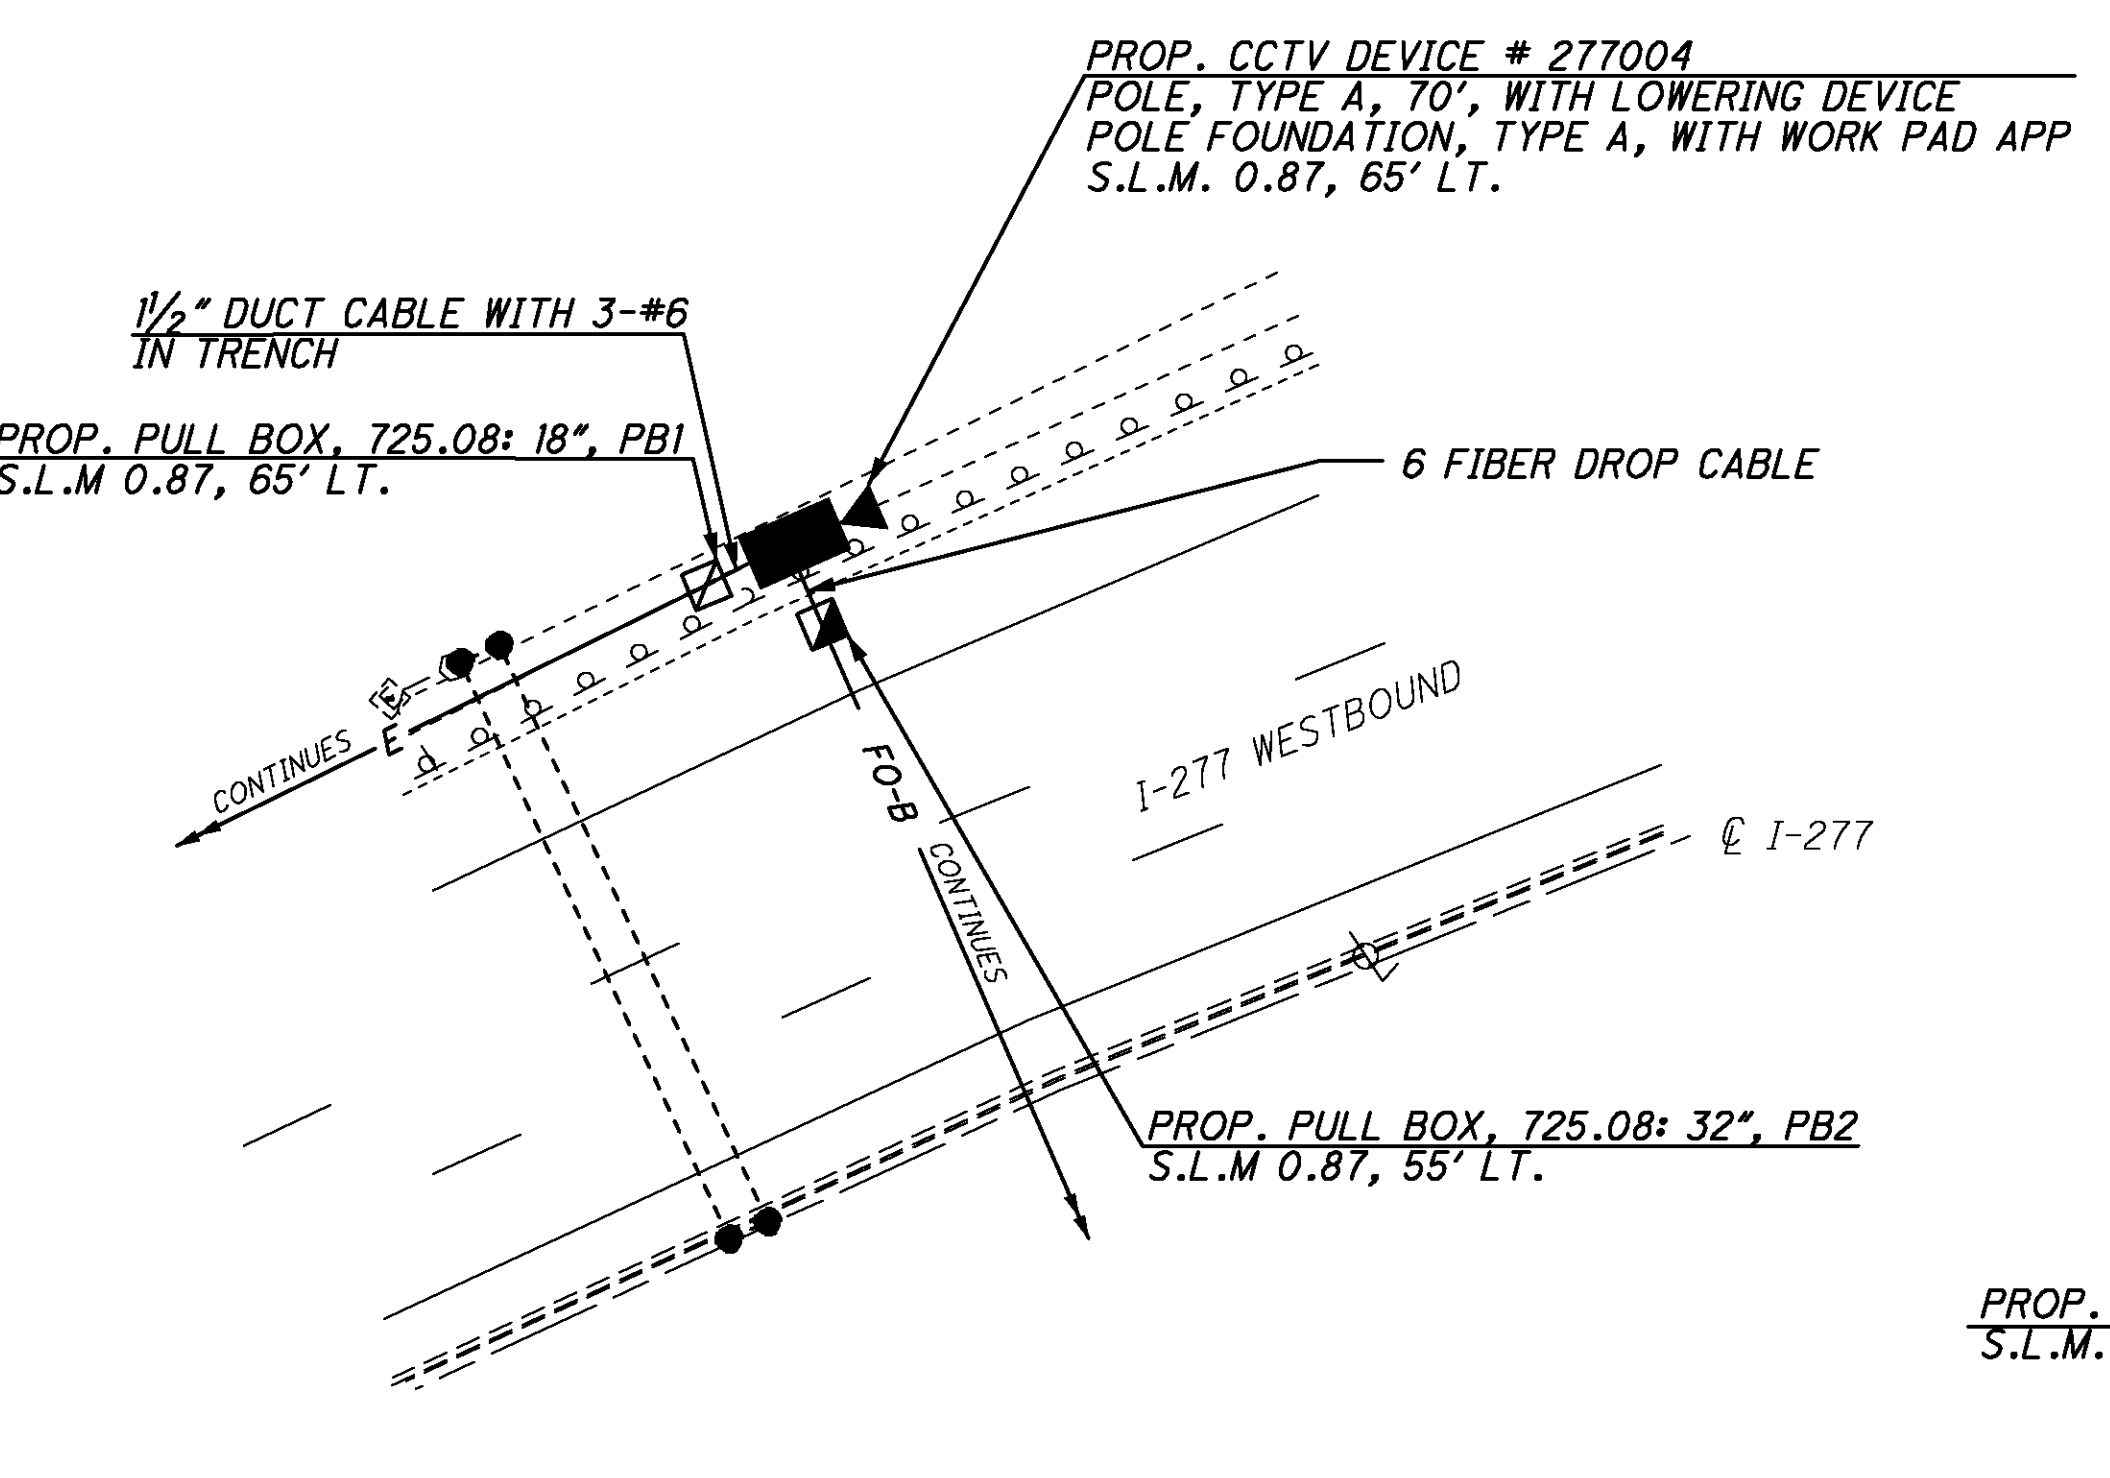 PROP. CCTV DEVICE # 277004
POLE, TYPE A, 70', WITH LOWERING DEVICE
POLE FOUNDATION, TYPE A, WITH WORK PAD APP
S.L.M. 0.87, 65' LT.
1½" DUCT CABLE WITH 3-#6
IN TRENCH
PROP. PULL BOX, 725.08: 18", PB1
S.L.M 0.87, 65' LT.
6 FIBER DROP CABLE
E
CONTINUES
E
I-277 WESTBOUND
FO-B
CONTINUES
℄ I-277
PROP. PULL BOX, 725.08: 32", PB2
S.L.M 0.87, 55' LT.
PROP.
S.L.M.